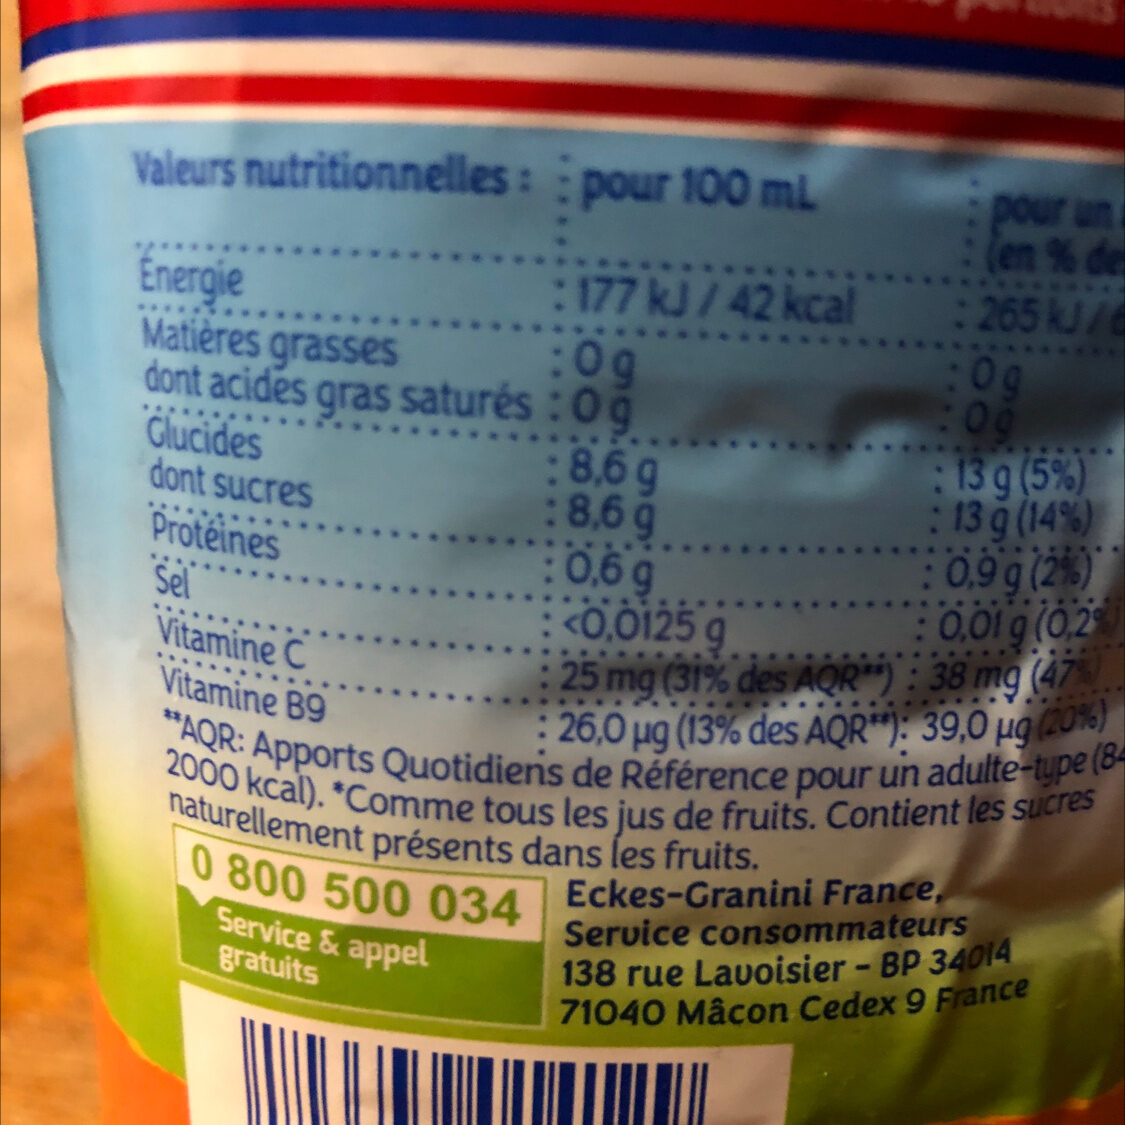 Valeurs nutritionnelles : pour 100 mL pour un
(en % des
Énergie 177 kJ / 42 kcal 265 kJ /
Matières grasses 0 g 0 g
dont acides gras saturés 0 g 0 g
Glucides 8,6 g 13 g (5%)
dont sucres 8,6 g 13 g (14%)
Protéines 0,6 g 0,9 g (2%)
Sel <0,0125 g 0,01 g (0,2%)
Vitamine C 25 mg (31% des AQR**) 38 mg (47%)
Vitamine B9 26,0 µg (13% des AQR**) 39,0 µg (20%)
**AQR: Apports Quotidiens de Référence pour un adulte-type (84
2000 kcal). *Comme tous les jus de fruits. Contient les sucres
naturellement présents dans les fruits.
0 800 500 034
Service & appel
gratuits
Eckes-Granini France,
Service consommateurs
138 rue Lavoisier - BP 34014
71040 Mâcon Cedex 9 France